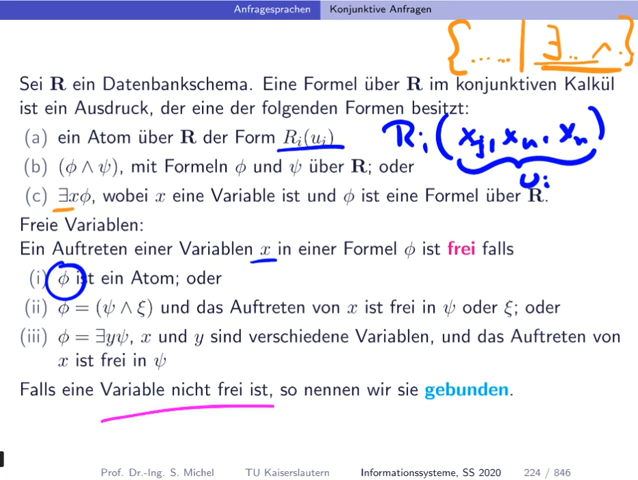 Anfragesprachen Konjunktive Anfragen
{ ..... | ∃.. ∧. }
Sei R ein Datenbankschema. Eine Formel über R im konjunktiven Kalkül
ist ein Ausdruck, der eine der folgenden Formen besitzt:
(a) ein Atom über R der Form Rᵢ(uᵢ)
Rᵢ(
uᵢ
(b) (ϕ ∧ ψ), mit Formeln ϕ und ψ über R; oder
(c) ∃xϕ, wobei x eine Variable ist und ϕ ist eine Formel über R.
Freie Variablen:
Ein Auftreten einer Variablen x in einer Formel ϕ ist frei falls
(i) ϕ ist ein Atom; oder
(ii) ϕ = (ψ ∧ ξ) und das Auftreten von x ist frei in ψ oder ξ; oder
(iii) ϕ = ∃yψ, x und y sind verschiedene Variablen, und das Auftreten von
x ist frei in ψ
Falls eine Variable nicht frei ist, so nennen wir sie gebunden.
Prof. Dr.-Ing. S. Michel TU Kaiserslautern Informationssysteme, SS 2020 224 / 846